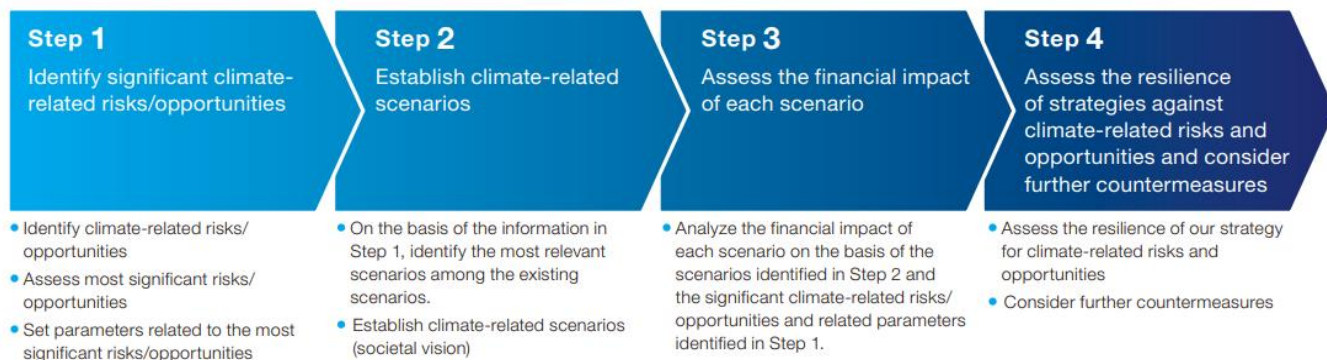 Step 1
Identify significant climate-
related risks/opportunities
• Identify climate-related risks/
opportunities
• Assess most significant risks/
opportunities
• Set parameters related to the most
significant risks/opportunities
Step 2
Establish climate-related
scenarios
• On the basis of the information in
Step 1, identify the most relevant
scenarios among the existing
scenarios.
• Establish climate-related scenarios
(societal vision)
Step 3
Assess the financial impact
of each scenario
• Analyze the financial impact of
each scenario on the basis of the
scenarios identified in Step 2 and
the significant climate-related risks/
opportunities and related parameters
identified in Step 1.
Step 4
Assess the resilience
of strategies against
climate-related risks and
opportunities and consider
further countermeasures
• Assess the resilience of our strategy
for climate-related risks and
opportunities
• Consider further countermeasures